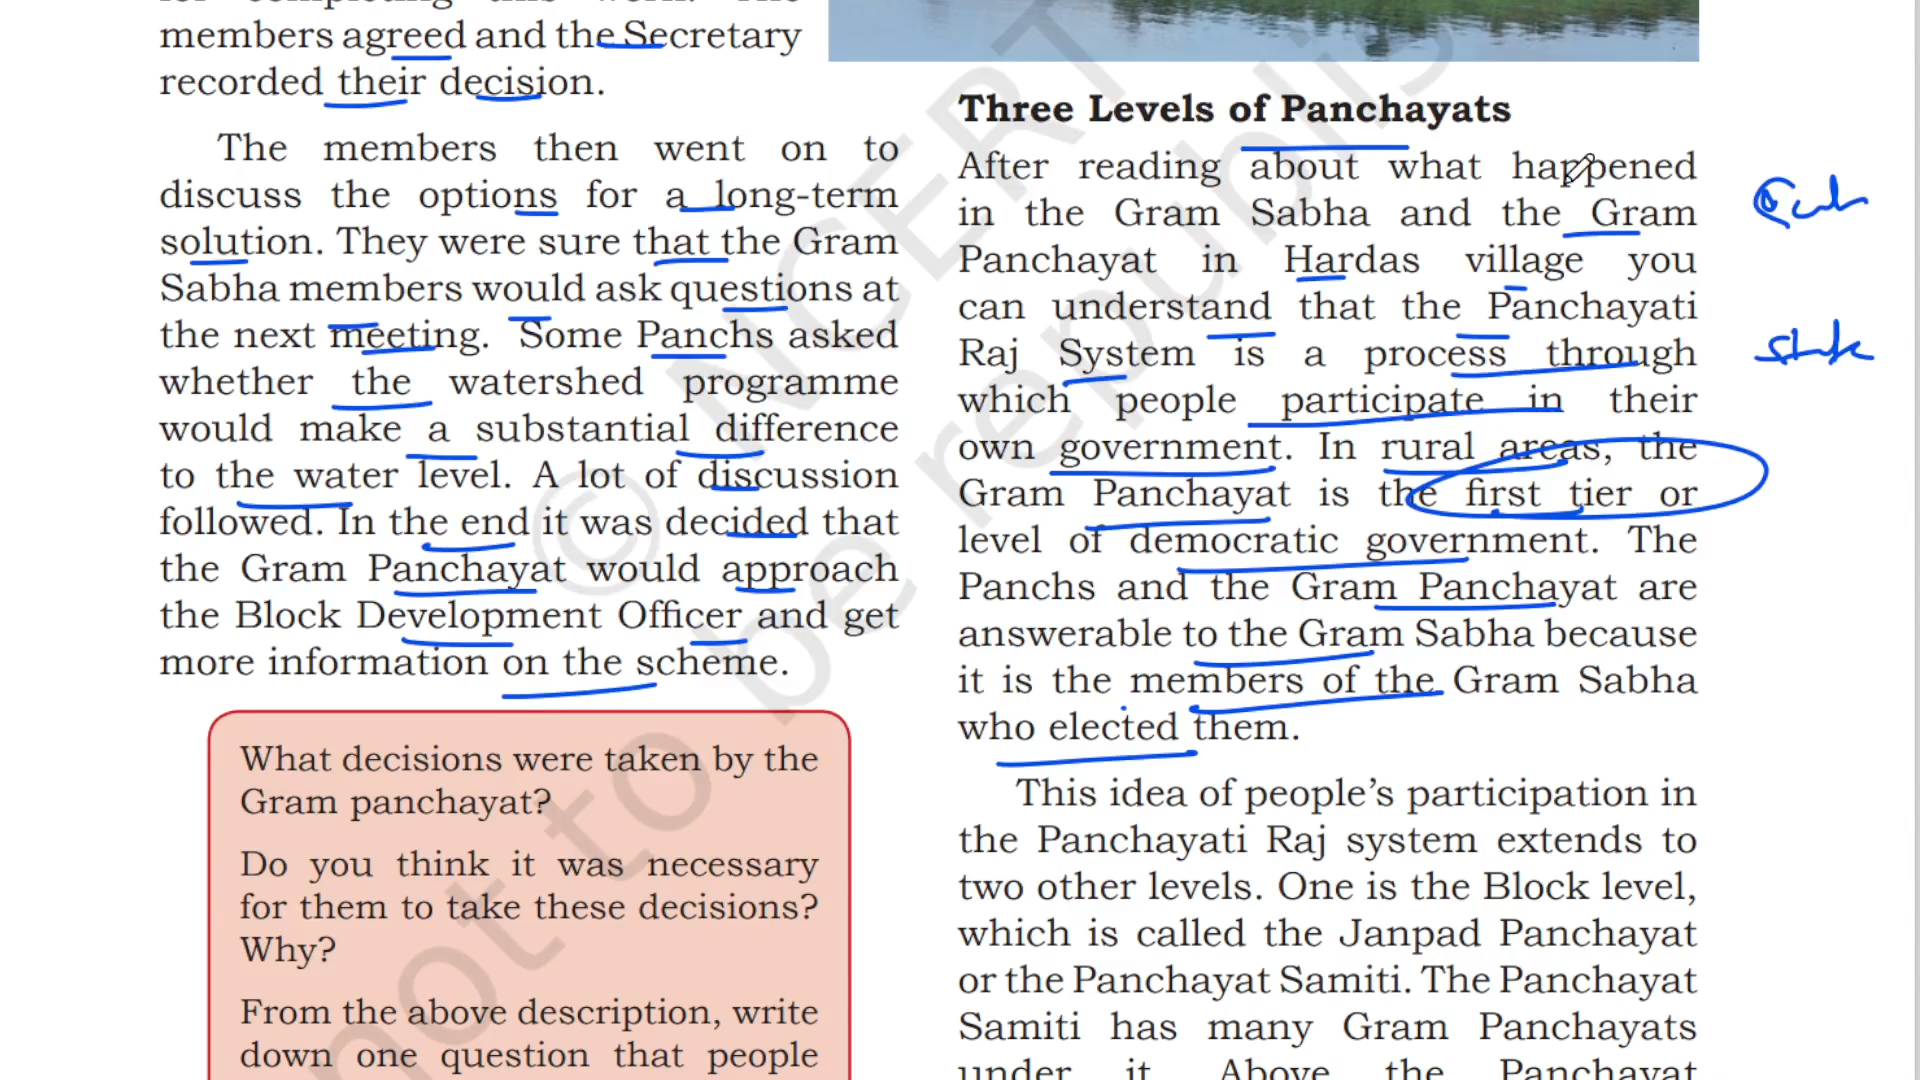 members agreed and the Secretary
recorded their decision.
The members then went on to
discuss the options for a long-term
solution. They were sure that the Gram
Sabha members would ask questions at
the next meeting. Some Panchs asked
whether the watershed programme
would make a substantial difference
to the water level. A lot of discussion
followed. In the end it was decided that
the Gram Panchayat would approach
the Block Development Officer and get
more information on the scheme.
What decisions were taken by the
Gram panchayat?
Do you think it was necessary
for them to take these decisions?
Why?
From the above description, write
down one question that people
Three Levels of Panchayats
After reading about what happened
in the Gram Sabha and the Gram
Panchayat in Hardas village you
can understand that the Panchayati
Raj System is a process through
which people participate in their
own government. In rural areas, the
Gram Panchayat is the first tier or
level of democratic government. The
Panchs and the Gram Panchayat are
answerable to the Gram Sabha because
it is the members of the Gram Sabha
who elected them.
This idea of people's participation in
the Panchayati Raj system extends to
two other levels. One is the Block level,
which is called the Janpad Panchayat
or the Panchayat Samiti. The Panchayat
Samiti has many Gram Panchayats
under it. Above the Panchayat
© NCERT
not to be republis